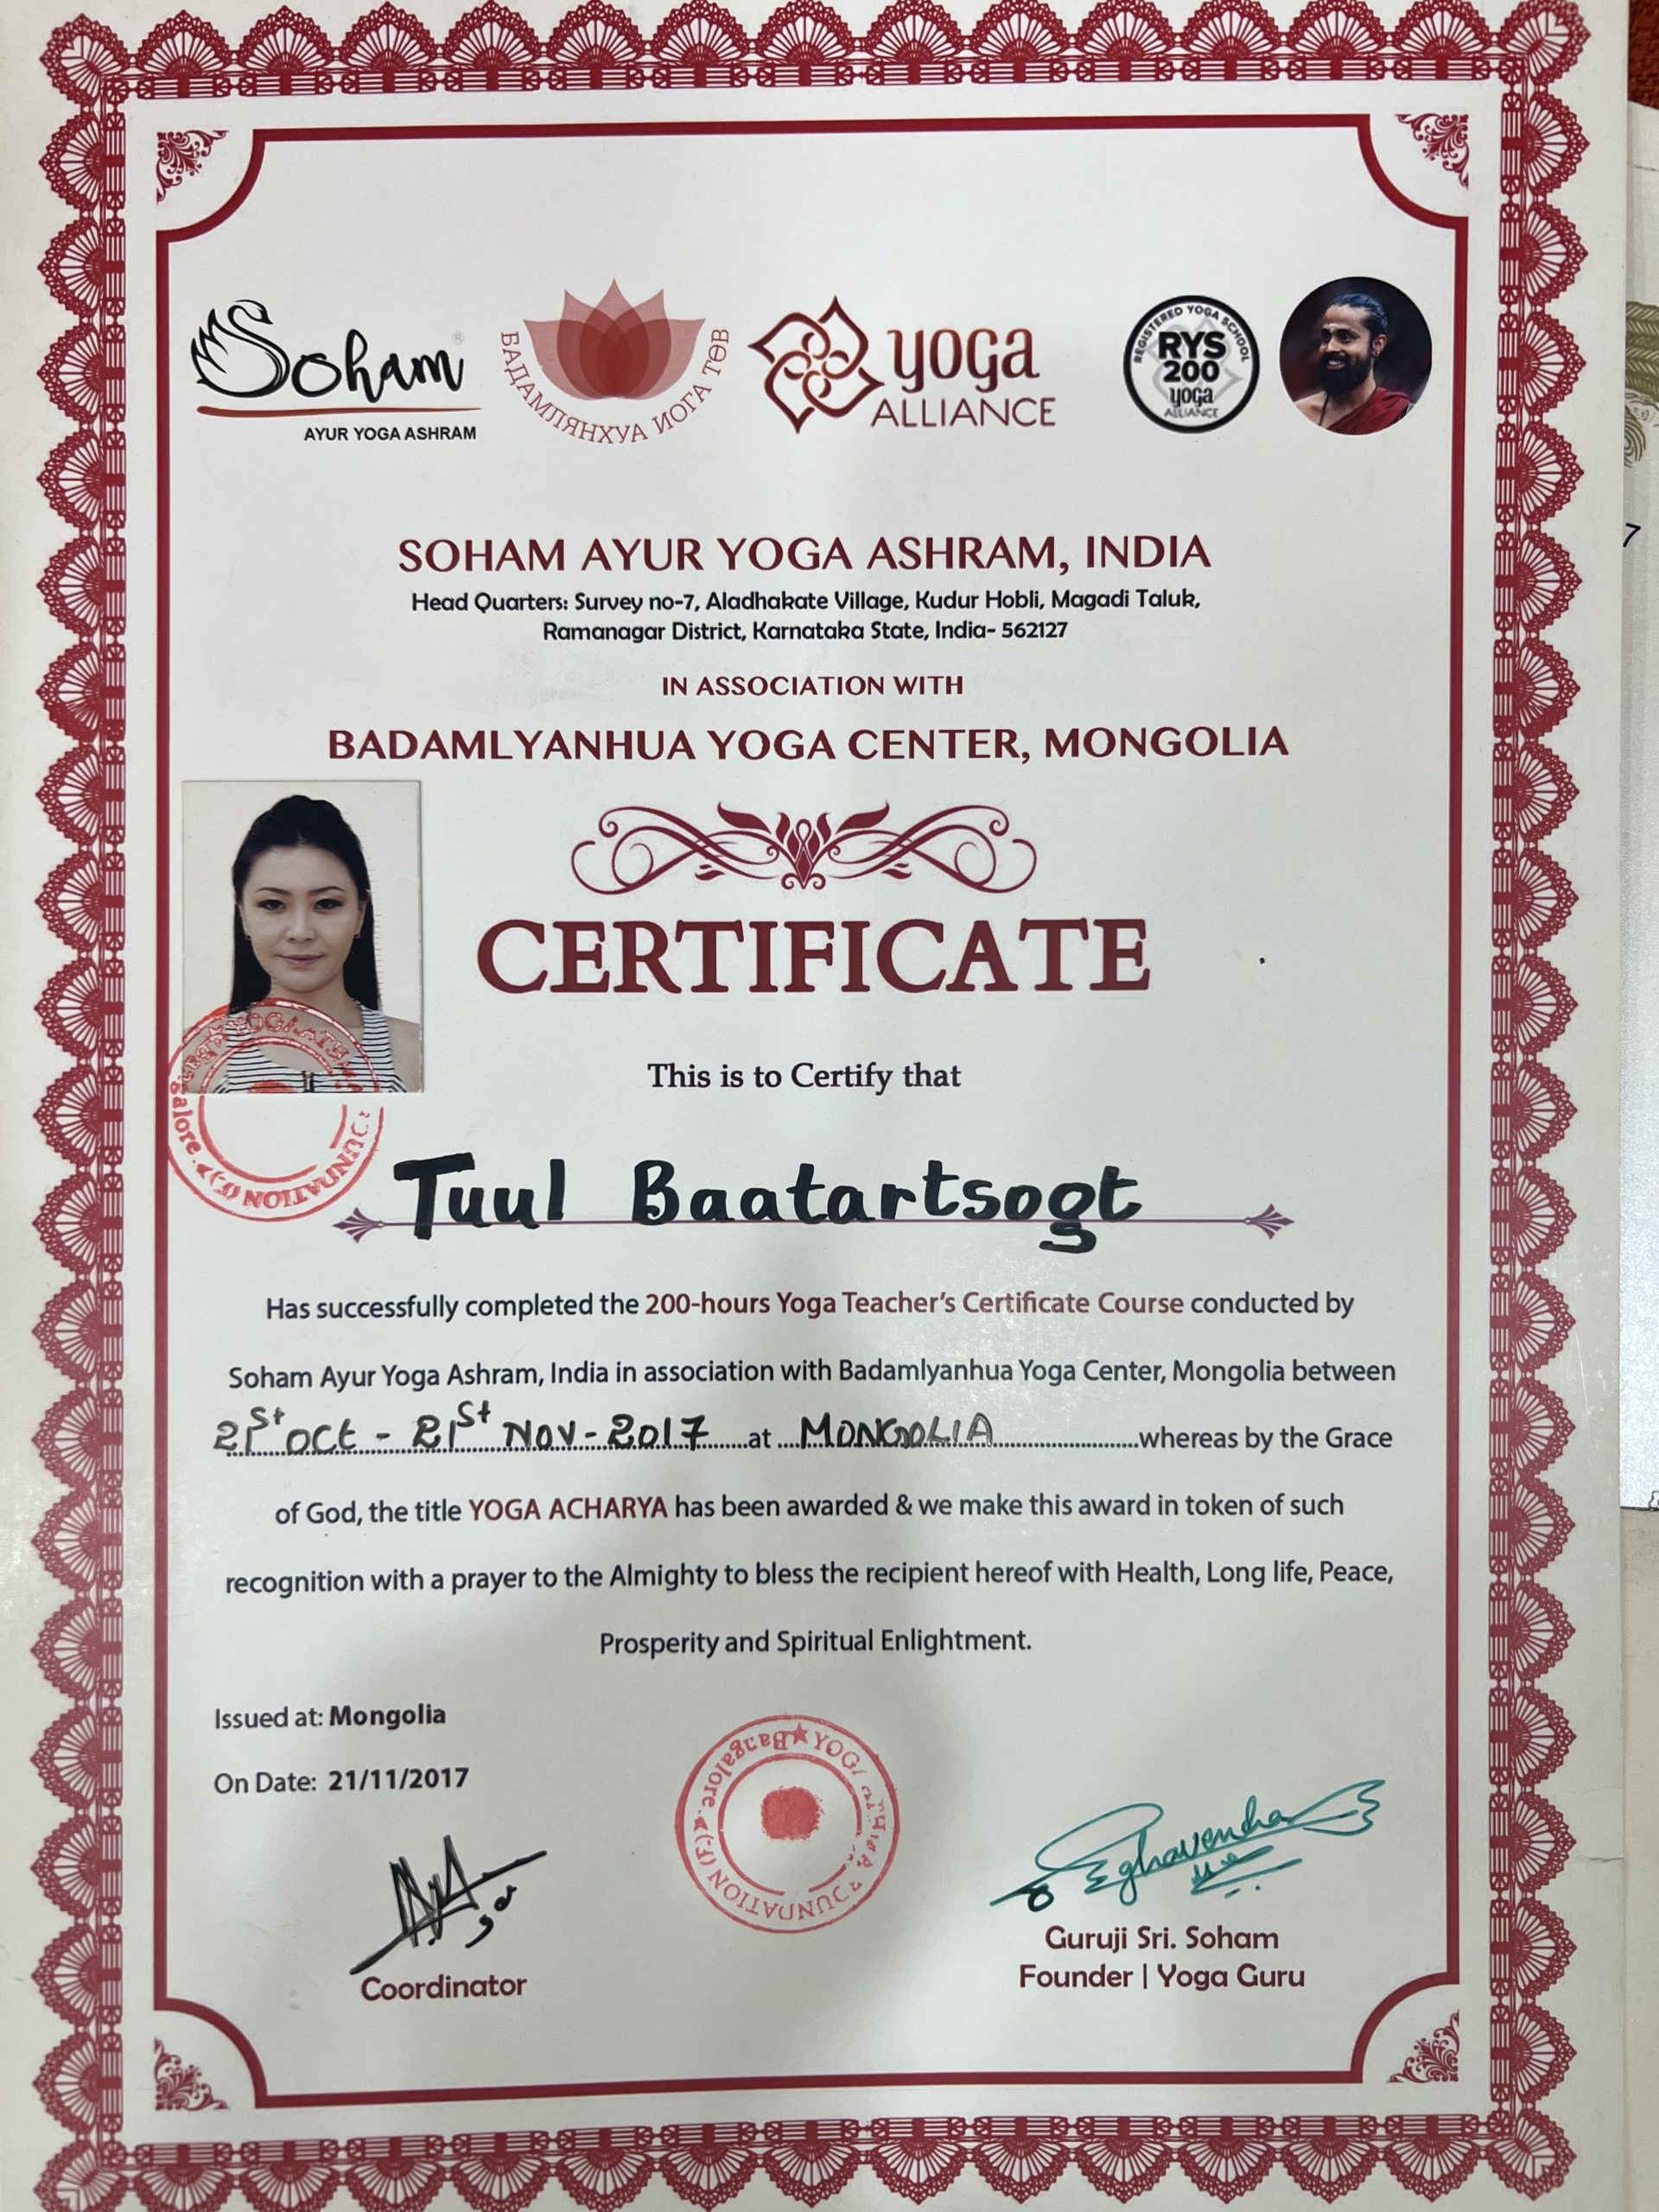 Soham®
AYUR YOGA ASHRAM
БАДАМЛЯНХУА ИОГА ТӨВ
yoga
ALLIANCE
REGISTERED YOGA SCHOOL
RYS
200
yoga
ALLIANCE
SOHAM AYUR YOGA ASHRAM, INDIA
Head Quarters: Survey no-7, Aladhakate Village, Kudur Hobli, Magadi Taluk,
Ramanagar District, Karnataka State, India- 562127
IN ASSOCIATION WITH
BADAMLYANHUA YOGA CENTER, MONGOLIA
CERTIFICATE
This is to Certify that
Tuul Baatartsogt
Has successfully completed the 200-hours Yoga Teacher's Certificate Course conducted by
Soham Ayur Yoga Ashram, India in association with Badamlyanhua Yoga Center, Mongolia between
21st OCT - 21st NOV - 2017 at MONGOLIA whereas by the Grace
of God, the title YOGA ACHARYA has been awarded & we make this award in token of such
recognition with a prayer to the Almighty to bless the recipient hereof with Health, Long life, Peace,
Prosperity and Spiritual Enlightment.
Issued at: Mongolia
On Date: 21/11/2017
Bangalore
Coordinator
Guruji Sri. Soham
Founder | Yoga Guru
7